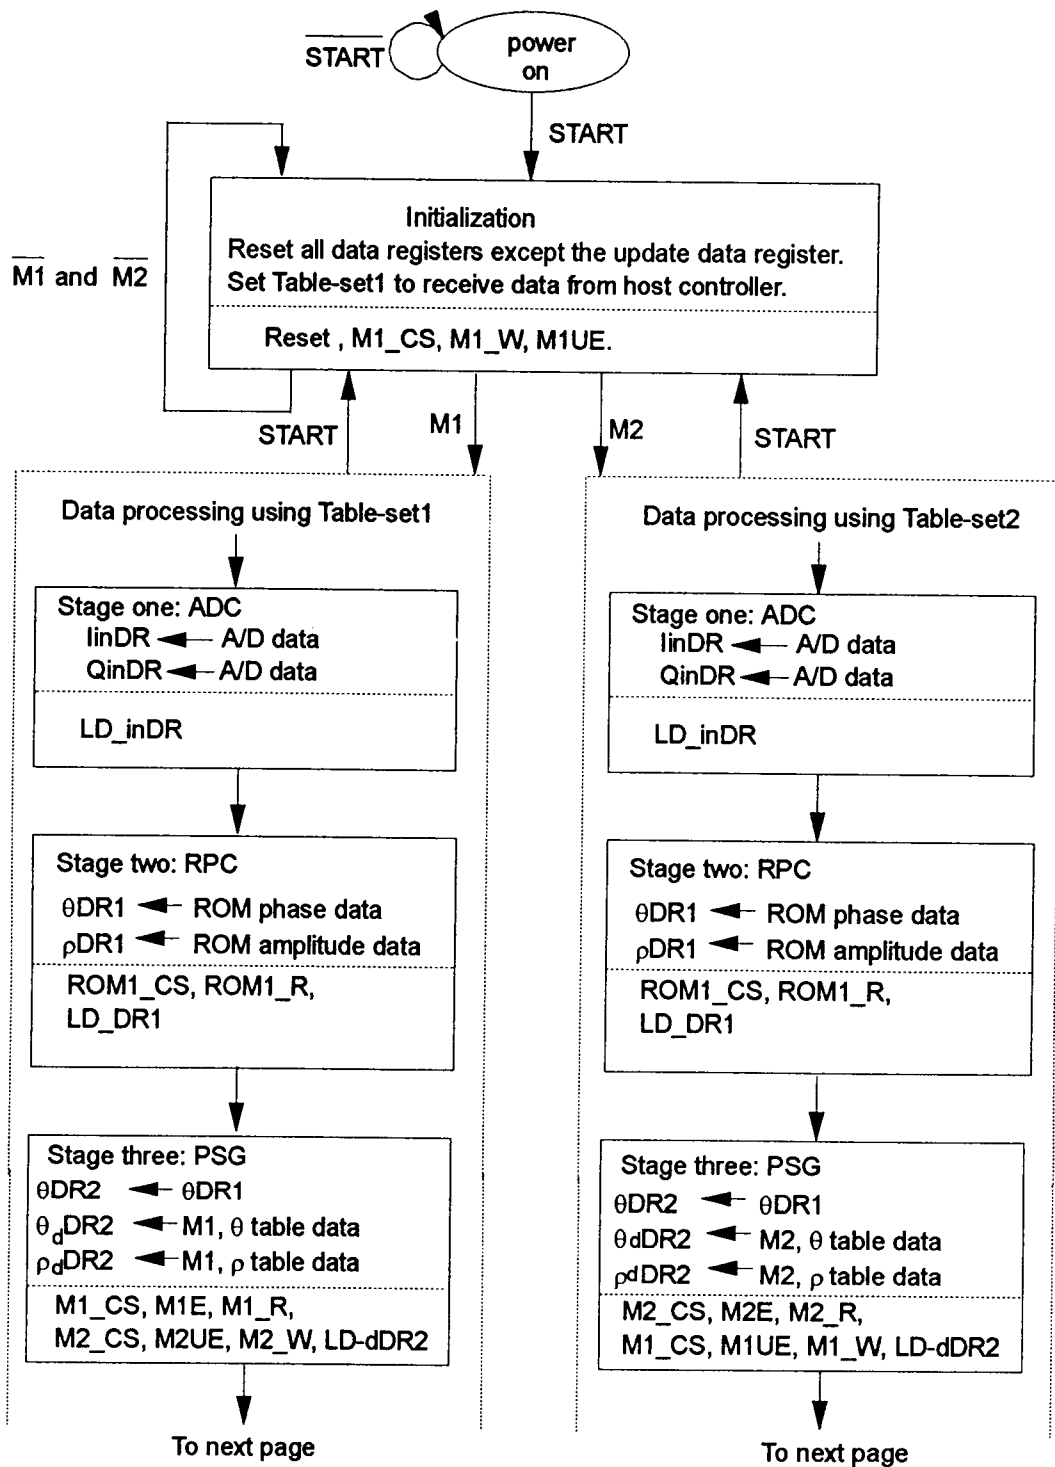 power
on
START
START
Initialization
Reset all data registers except the update data register.
Set Table-set1 to receive data from host controller.
Reset , M1_CS, M1_W, M1UE.
M1 and M2
START
M1
M2
START
Data processing using Table-set1
Stage one: ADC
IinDR ◄─ A/D data
QinDR ◄─ A/D data
LD_inDR
Stage two: RPC
θDR1 ◄─ ROM phase data
ρDR1 ◄─ ROM amplitude data
ROM1_CS, ROM1_R,
LD_DR1
Stage three: PSG
θDR2 ◄─ θDR1
θdDR2 ◄─ M1, θ table data
ρdDR2 ◄─ M1, ρ table data
M1_CS, M1E, M1_R,
M2_CS, M2UE, M2_W, LD-dDR2
To next page
Data processing using Table-set2
Stage one: ADC
IinDR ◄─ A/D data
QinDR ◄─ A/D data
LD_inDR
Stage two: RPC
θDR1 ◄─ ROM phase data
ρDR1 ◄─ ROM amplitude data
ROM1_CS, ROM1_R,
LD_DR1
Stage three: PSG
θDR2 ◄─ θDR1
θdDR2 ◄─ M2, θ table data
ρdDR2 ◄─ M2, ρ table data
M2_CS, M2E, M2_R,
M1_CS, M1UE, M1_W, LD-dDR2
To next page